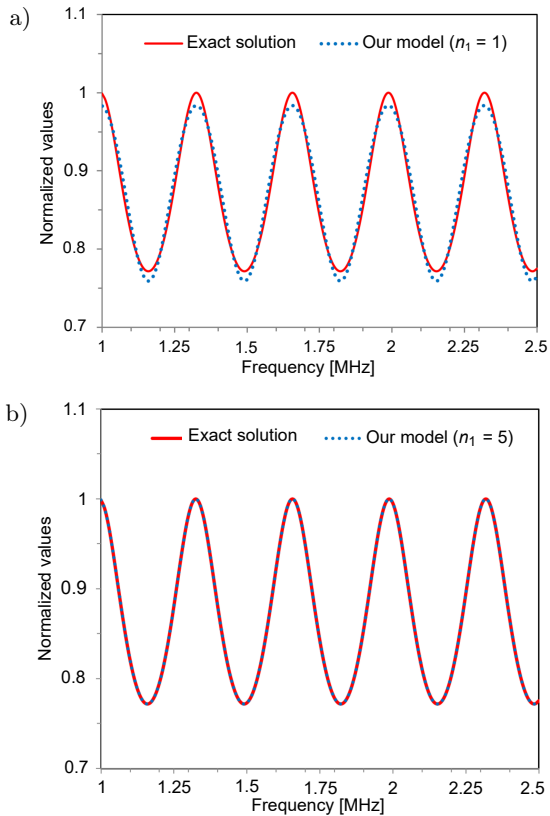 a)
1.1
Exact solution
Our model (n1 = 1)
1
Normalized values
0.9
0.8
0.7
1 1.25 1.5 1.75 2 2.25 2.5
Frequency [MHz]
b)
1.1
Exact solution
Our model (n1 = 5)
1
Normalized values
0.9
0.8
0.7
1 1.25 1.5 1.75 2 2.25 2.5
Frequency [MHz]